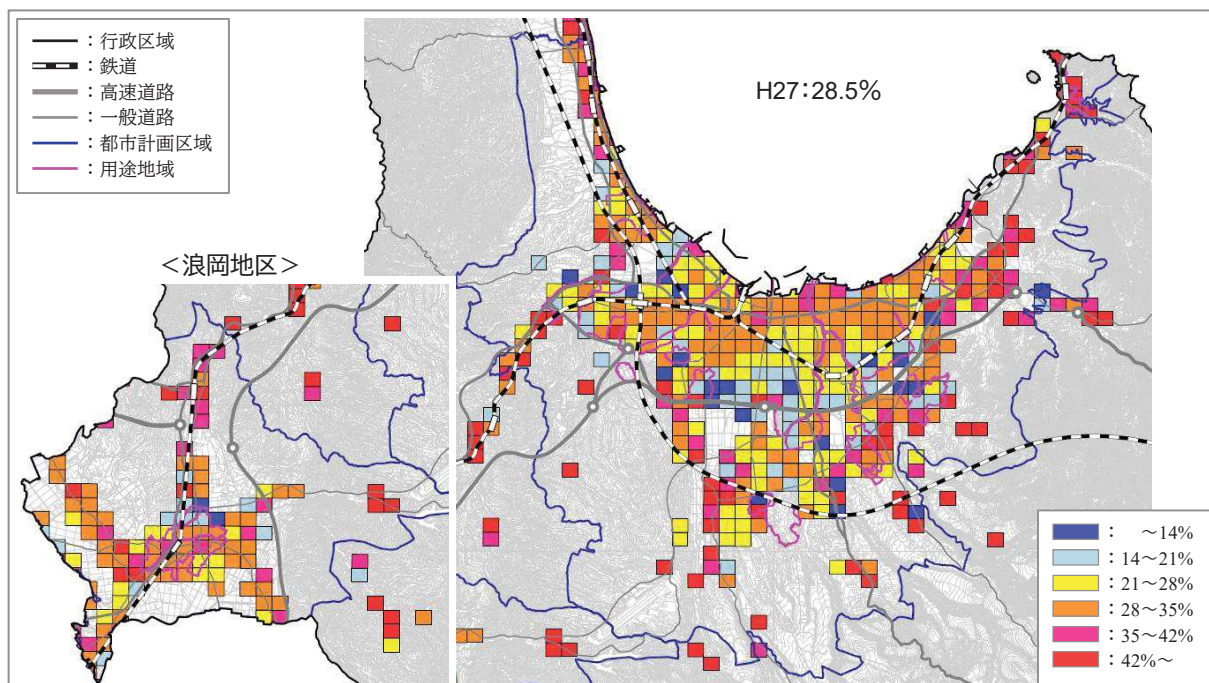 ：行政区域
：鉄道
：高速道路
：一般道路
：都市計画区域
：用途地域
H27：28.5%
＜浪岡地区＞
：　～14%
：14～21%
：21～28%
：28～35%
：35～42%
：42%～